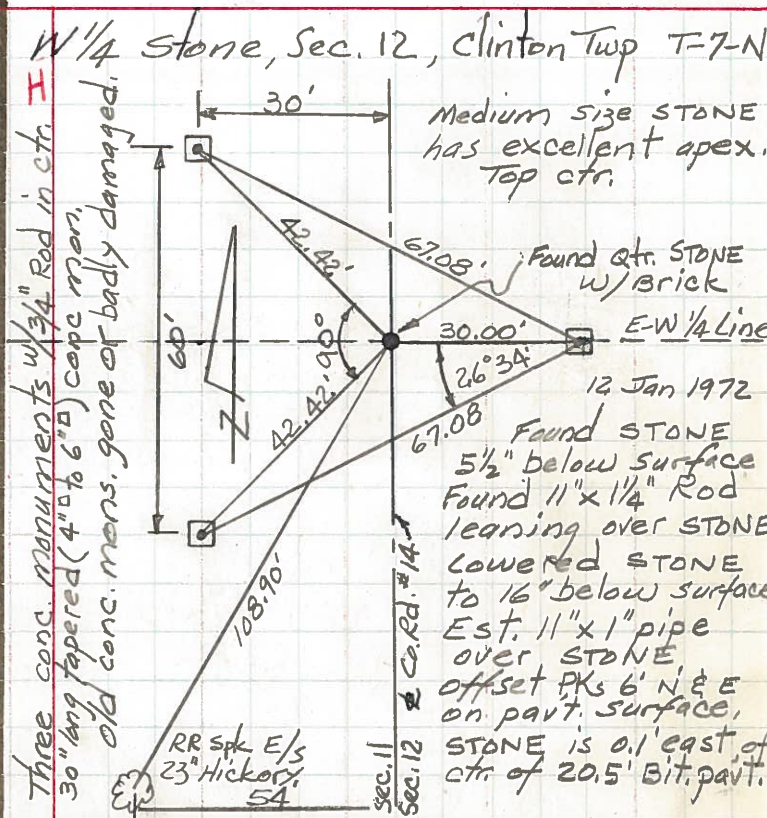 W 1/4 Stone, Sec. 12, Clinton Twp T-7-N
H
30'
Medium size STONE
has excellent apex.
Top ctr.
Three conc. monuments w/ 3/4" Rod in ctr.
30" long tapered (4"□ to 6"□) conc mon.
old conc. mons. gone or badly damaged.
42.42'
67.08'
Found Qtr. STONE
W/ Brick
60'
90°
30.00'
E-W 1/4 Line
26°34'
Z
42.42'
67.08
12 Jan 1972
Found STONE
5 1/2" below surface
Found 11" x 1 1/4" Rod
leaning over STONE
Lowered STONE
to 16" below surface
Est. 11" x 1" pipe
over STONE
offset PKs 6' N & E
on pav't. surface.
STONE is 0.1' east of
ctr of 20.5' Bit. pav't.
108.90'
RR spk E/s
23" Hickory
54'
Sec. 11
Sec. 12 ℄ Co. Rd. #14